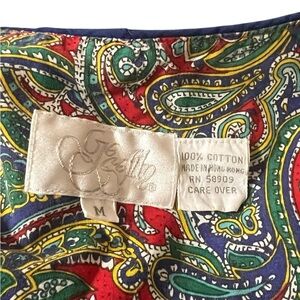 ®
M
100% COTTON
MADE IN HONG KONG
RN 58909
CARE OVER